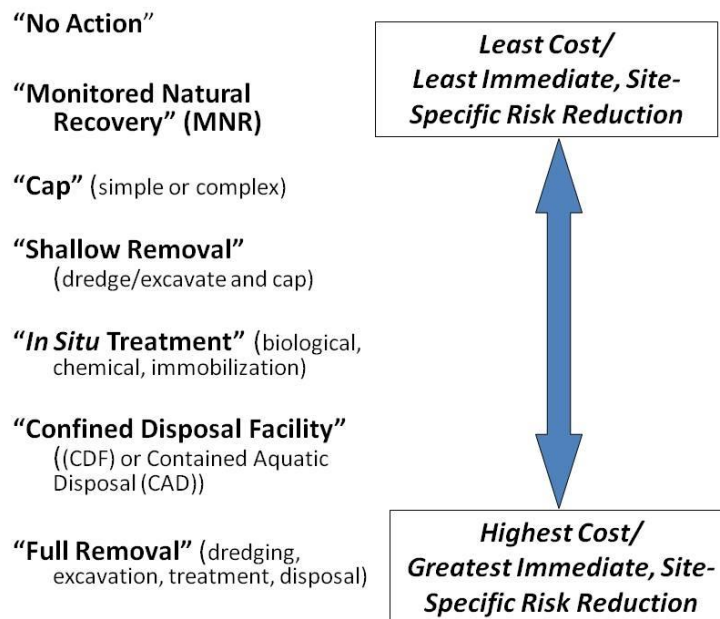 “No Action”
“Monitored Natural
Recovery” (MNR)
“Cap” (simple or complex)
“Shallow Removal”
(dredge/excavate and cap)
“In Situ Treatment” (biological,
chemical, immobilization)
“Confined Disposal Facility”
((CDF) or Contained Aquatic
Disposal (CAD))
“Full Removal” (dredging,
excavation, treatment, disposal)
Least Cost/
Least Immediate, Site-
Specific Risk Reduction
Highest Cost/
Greatest Immediate, Site-
Specific Risk Reduction